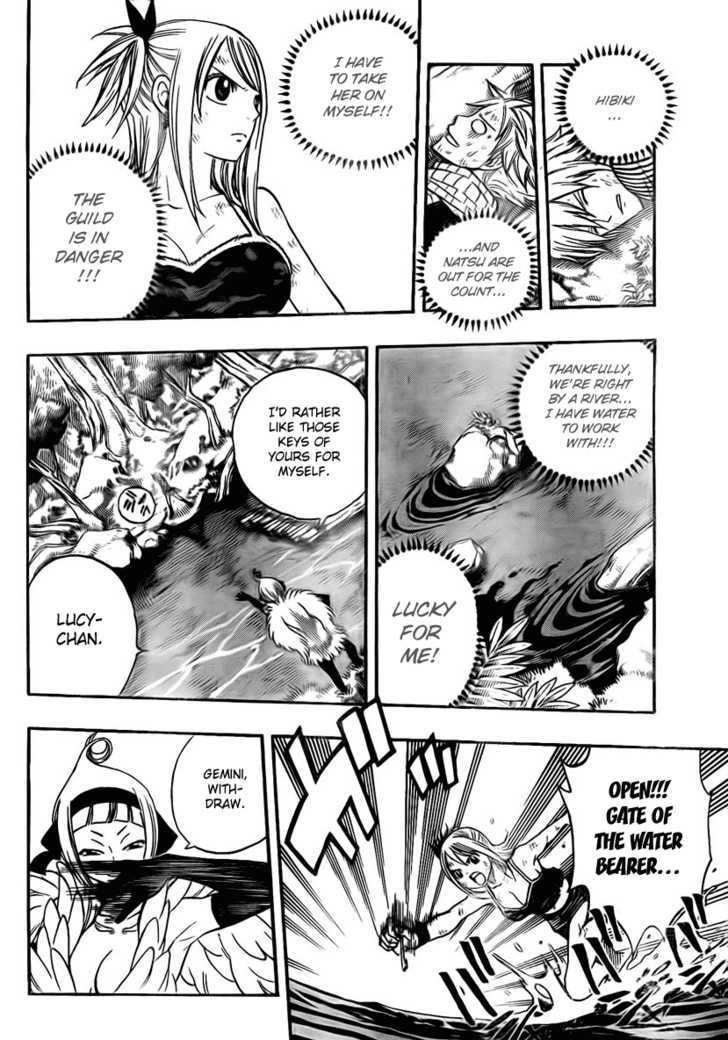 HIBIKI
...
...AND
NATSU ARE
OUT FOR THE
COUNT...
I HAVE
TO TAKE
HER ON
MYSELF!!
THE
GUILD
IS IN
DANGER
!!!
THANKFULLY,
WE'RE RIGHT
BY A RIVER...
I HAVE WATER
TO WORK
WITH!!!
LUCKY
FOR
ME!
I'D RATHER
LIKE THOSE
KEYS OF
YOURS FOR
MYSELF.
LUCY-
CHAN.
OPEN!!!
GATE OF
THE WATER
BEARER...
GEMINI,
WITH-
DRAW.